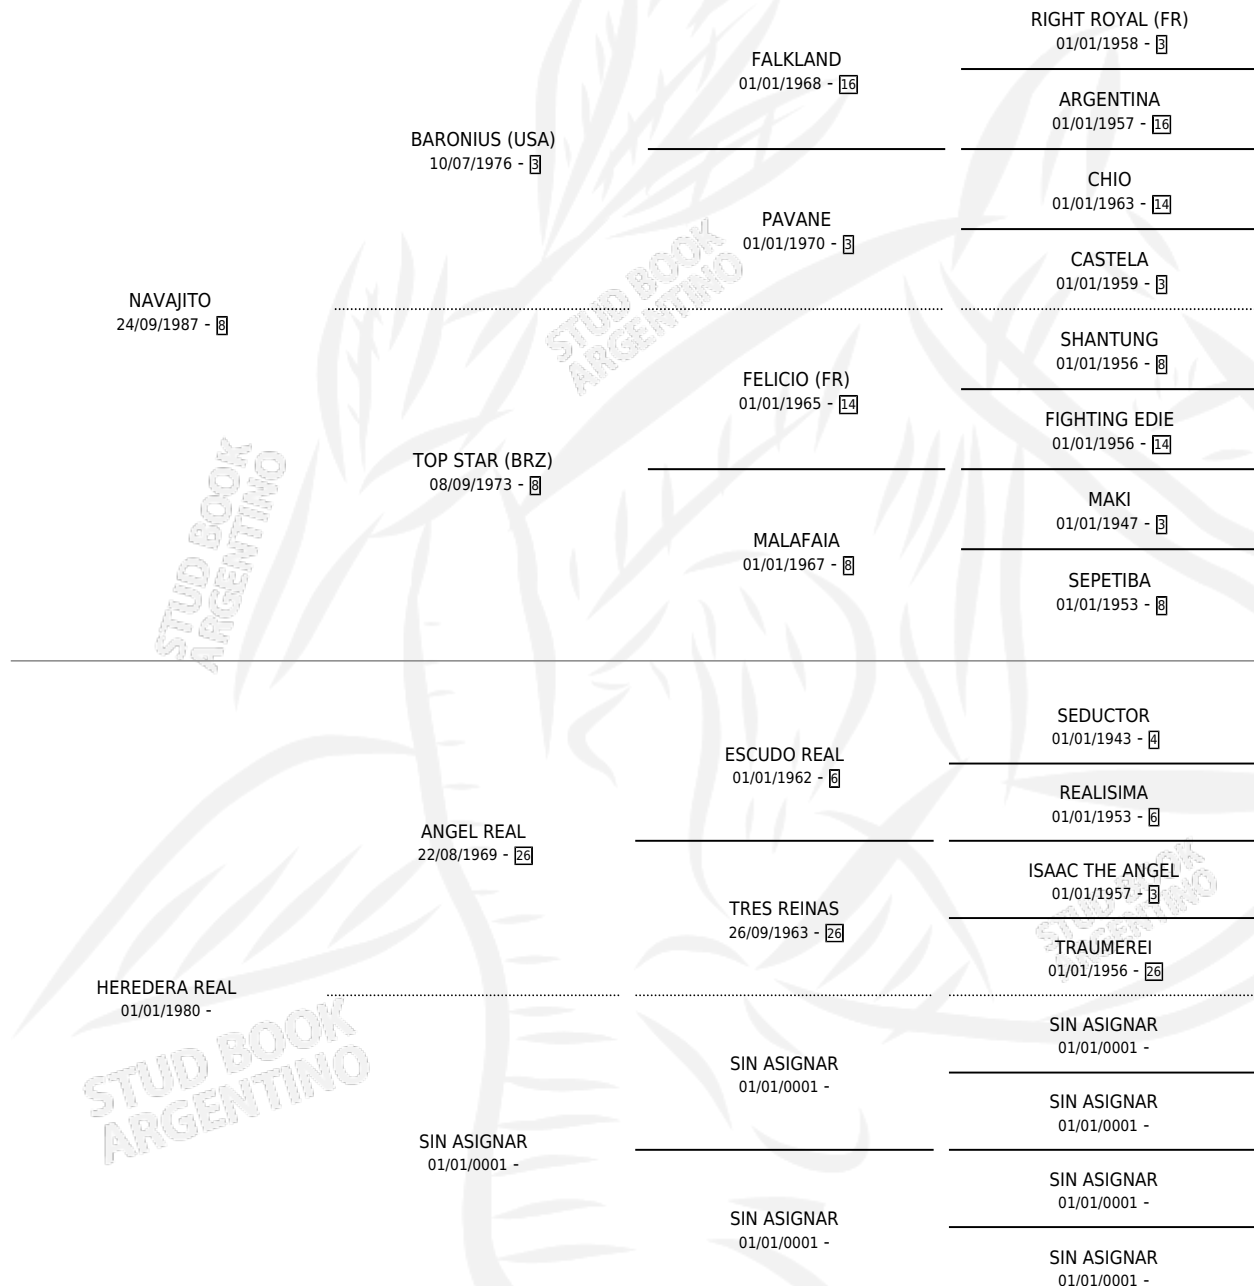 RIGHT ROYAL (FR)
01/01/1958 - 3
FALKLAND
01/01/1968 - 16
ARGENTINA
01/01/1957 - 16
BARONIUS (USA)
10/07/1976 - 3
CHIO
01/01/1963 - 14
PAVANE
01/01/1970 - 3
CASTELA
01/01/1959 - 3
NAVAJITO
24/09/1987 - 8
SHANTUNG
01/01/1956 - 8
FELICIO (FR)
01/01/1965 - 14
FIGHTING EDIE
01/01/1956 - 14
TOP STAR (BRZ)
08/09/1973 - 8
MAKI
01/01/1947 - 3
MALAFAIA
01/01/1967 - 8
SEPETIBA
01/01/1953 - 8
SEDUCTOR
01/01/1943 - 4
ESCUDO REAL
01/01/1962 - 6
REALISIMA
01/01/1953 - 6
ANGEL REAL
22/08/1969 - 26
ISAAC THE ANGEL
01/01/1957 - 3
TRES REINAS
26/09/1963 - 26
TRAUMEREI
01/01/1956 - 26
HEREDERA REAL
01/01/1980 -
SIN ASIGNAR
01/01/0001 -
SIN ASIGNAR
01/01/0001 -
SIN ASIGNAR
01/01/0001 -
SIN ASIGNAR
01/01/0001 -
SIN ASIGNAR
01/01/0001 -
SIN ASIGNAR
01/01/0001 -
SIN ASIGNAR
01/01/0001 -
STUD BOOK
ARGENTINO
STUD BOOK
ARGENTINO
STUD BOOK
ARGENTINO
STUD BOOK
ARGENTINO